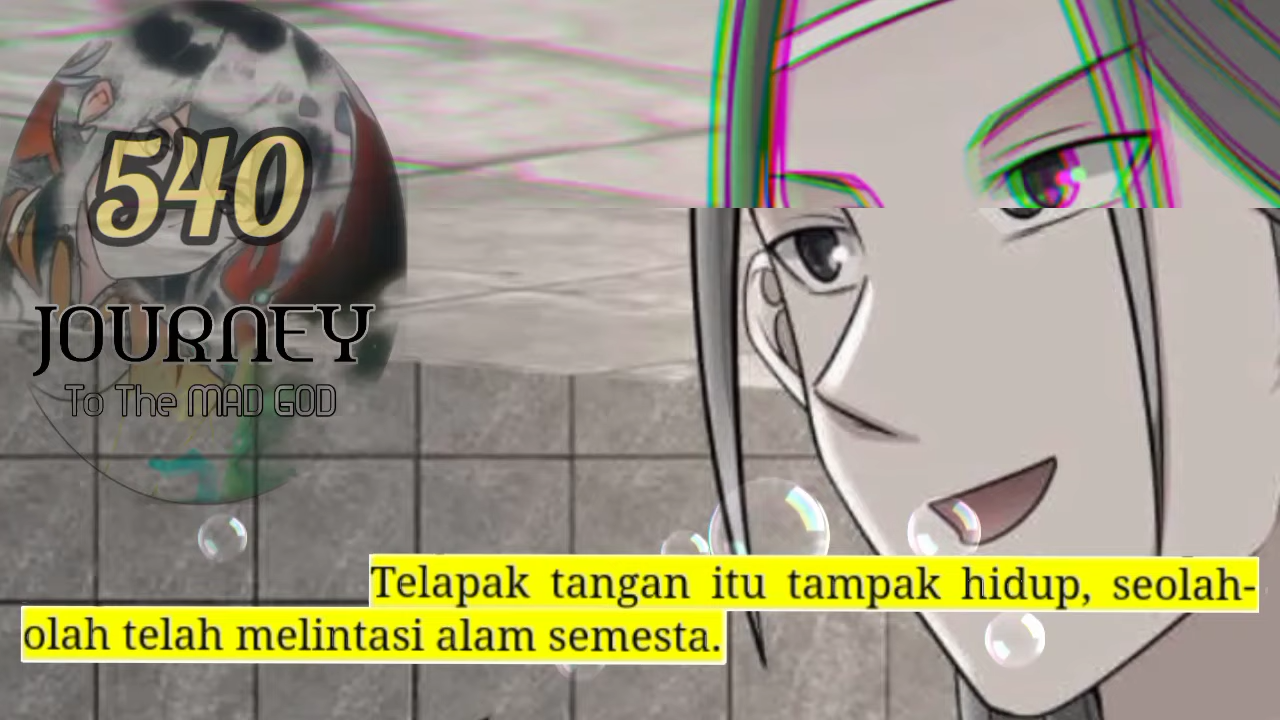 540
JOURNEY
To The MAD GOD
Telapak tangan itu tampak hidup, seolah-
olah telah melintasi alam semesta.